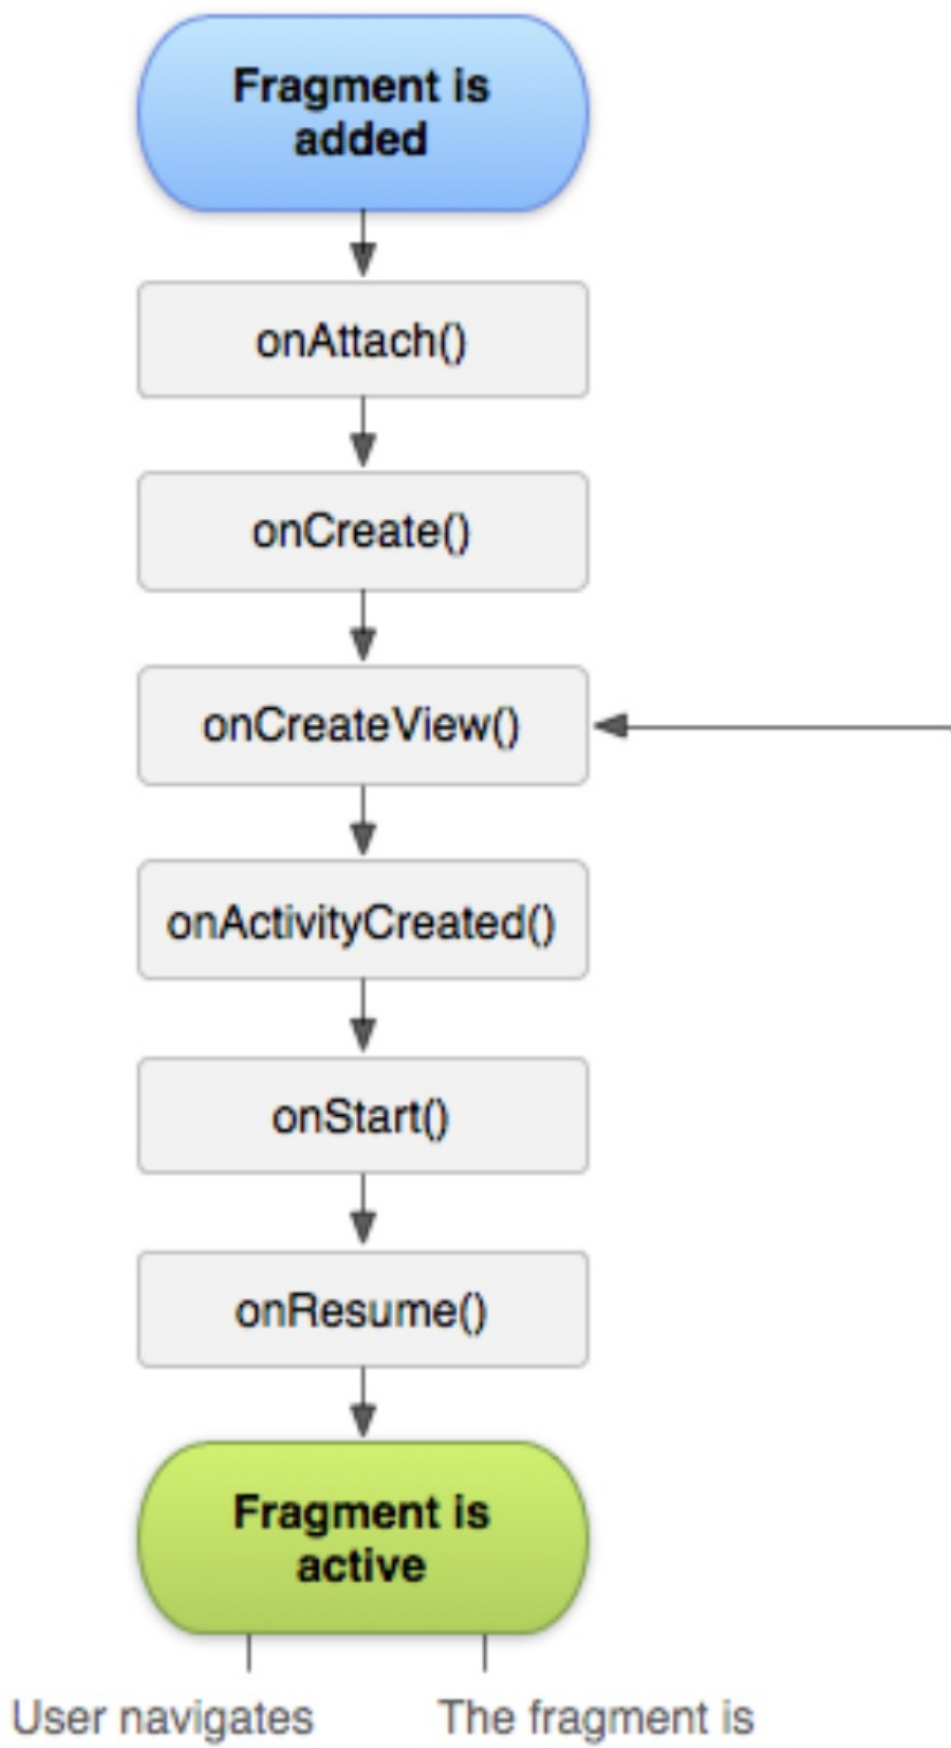 Fragment is
added
onAttach()
onCreate()
onCreateView()
onActivityCreated()
onStart()
onResume()
Fragment is
active
User navigates
The fragment is